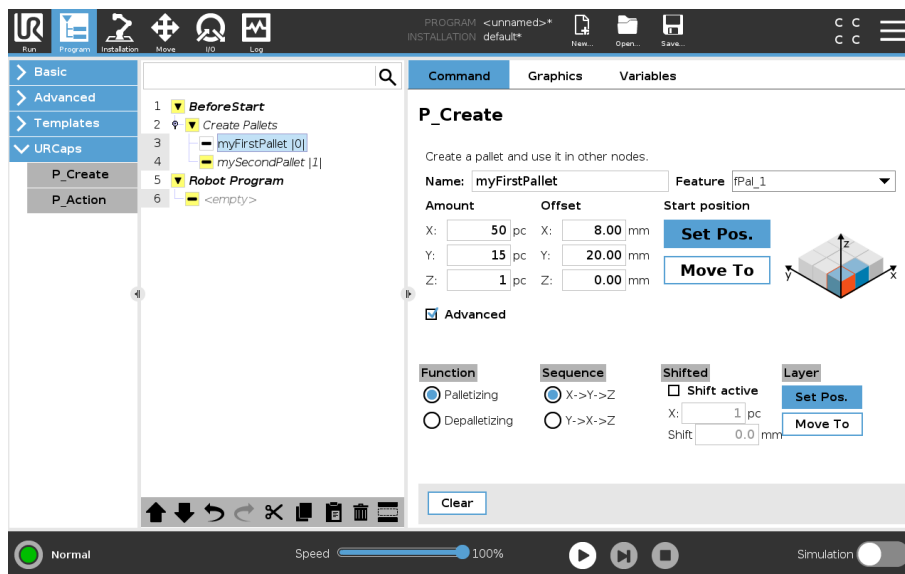 PROGRAM <unnamed>*
INSTALLATION default*
UR
Run Program Installation Move I/O Log
New... Open... Save...
C C
C C
Basic
Advanced
Templates
URCaps
P_Create
P_Action
1 BeforeStart
2 Create Pallets
3 myFirstPallet |0|
4 mySecondPallet |1|
5 Robot Program
6 <empty>
Command Graphics Variables
P_Create
Create a pallet and use it in other nodes.
Name: myFirstPallet Feature fPal_1
Amount Offset Start position
X: 50 pc X: 8.00 mm Set Pos.
Y: 15 pc Y: 20.00 mm
Z: 1 pc Z: 0.00 mm Move To
z
y x
Advanced
Function Sequence Shifted Layer
Palletizing X->Y->Z Shift active Set Pos.
X: 1 pc
Depalletizing Y->X->Z Move To
Shift 0.0 mm
Clear
Normal Speed 100% Simulation